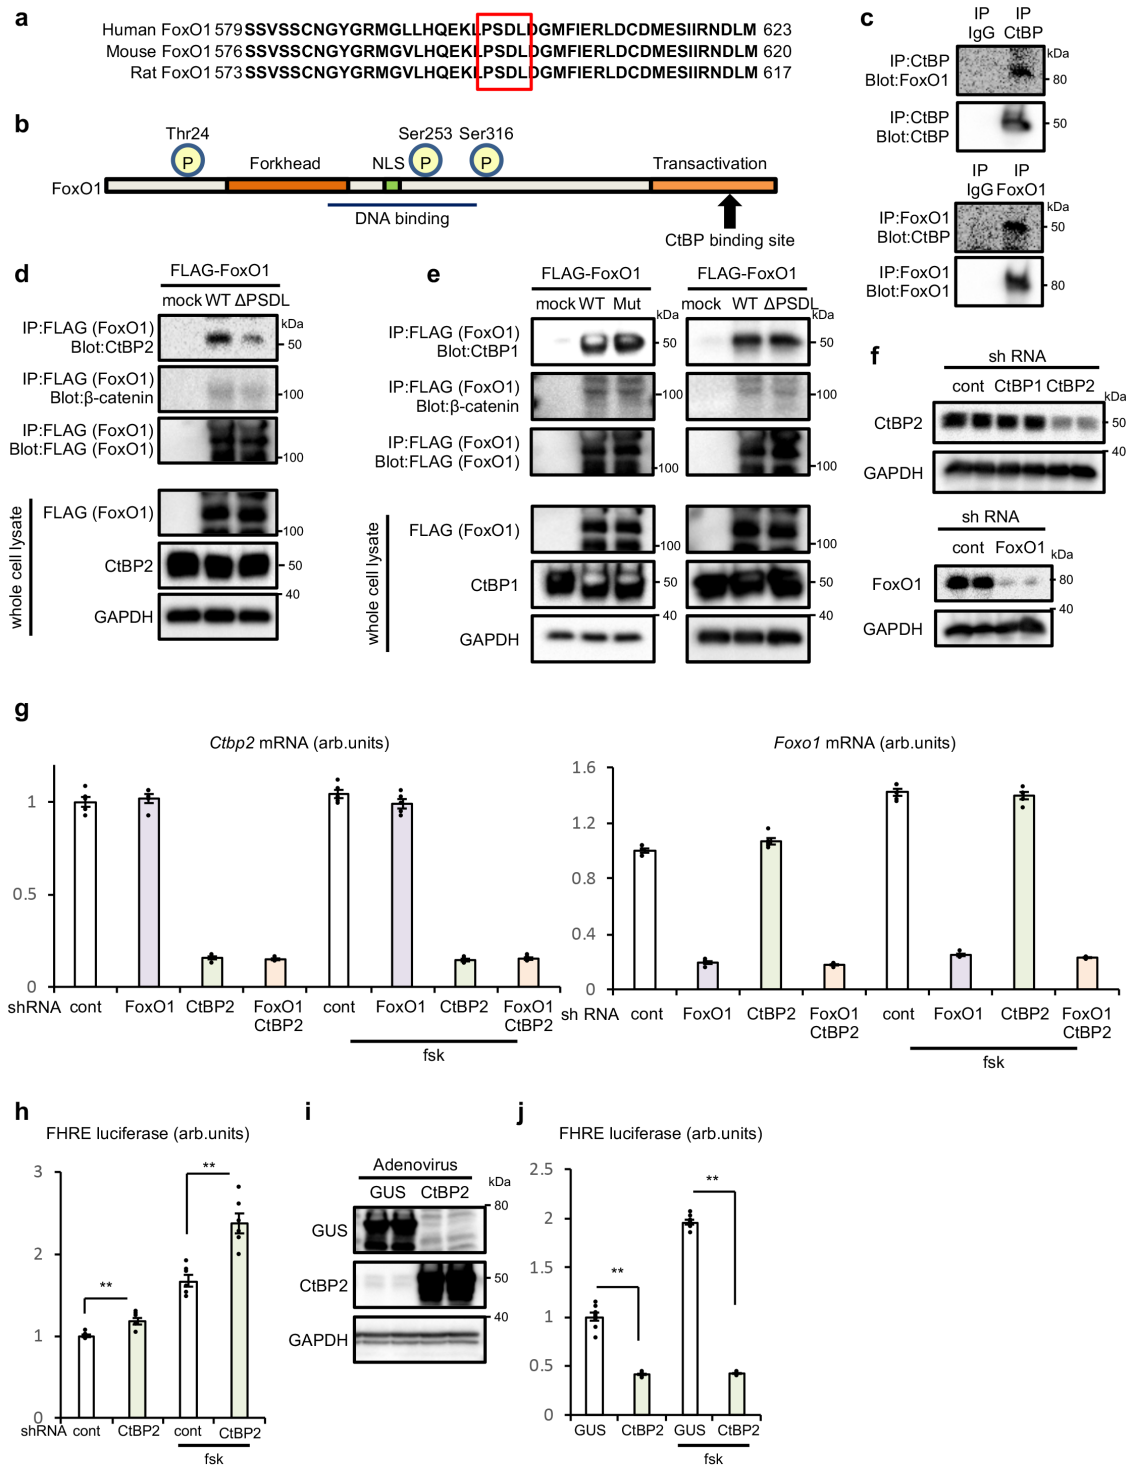 a
Human FoxO1 579 SSVSSCNGYGRMGLLHQEKLPSDLDGMFIERLDCDMESIIRNDLM 623
Mouse FoxO1 576 SSVSSCNGYGRMGVLHQEKLPSDLDGMFIERLDCDMESIIRNDLM 620
Rat FoxO1 573 SSVSSCNGYGRMGVLHQEKLPSDLDGMFIERLDCDMESIIRNDLM 617
b
Thr24 Ser253 Ser316
P P P
Forkhead NLS Transactivation
FoxO1
DNA binding
CtBP binding site
c
IP IP
IgG CtBP
kDa
IP:CtBP
Blot:FoxO1
80
IP:CtBP
Blot:CtBP
50
IP IP
IgG FoxO1
kDa
IP:FoxO1
Blot:CtBP
50
IP:FoxO1
Blot:FoxO1
80
d
FLAG-FoxO1
mock WT ΔPSDL
kDa
IP:FLAG (FoxO1)
Blot:CtBP2
50
IP:FLAG (FoxO1)
Blot:β-catenin
100
IP:FLAG (FoxO1)
Blot:FLAG (FoxO1)
100
whole cell lysate
FLAG (FoxO1)
100
CtBP2
50
40
GAPDH
e
FLAG-FoxO1 FLAG-FoxO1
mock WT Mut mock WT ΔPSDL
kDa kDa
IP:FLAG (FoxO1)
Blot:CtBP1
50 50
IP:FLAG (FoxO1)
Blot:β-catenin
100 100
IP:FLAG (FoxO1)
Blot:FLAG (FoxO1)
100 100
whole cell lysate
FLAG (FoxO1)
100 100
CtBP1
50 50
40 40
GAPDH
f
sh RNA
cont CtBP1 CtBP2
kDa
CtBP2
50
40
GAPDH
sh RNA
cont FoxO1
kDa
FoxO1
80
40
GAPDH
g
Ctbp2 mRNA (arb.units)
1
0.5
0
shRNA cont FoxO1 CtBP2 FoxO1 cont FoxO1 CtBP2 FoxO1
CtBP2 CtBP2
fsk
Foxo1 mRNA (arb.units)
1.6
1.2
0.8
0.4
0
sh RNA cont FoxO1 CtBP2 FoxO1 cont FoxO1 CtBP2 FoxO1
CtBP2 CtBP2
fsk
h
FHRE luciferase (arb.units)
3
2
1
0
** **
shRNA cont CtBP2 cont CtBP2
fsk
i
Adenovirus
GUS CtBP2
kDa
80
GUS
CtBP2
50
40
GAPDH
j
FHRE luciferase (arb.units)
2.5
2
1.5
1
0.5
0
** **
GUS CtBP2 GUS CtBP2
fsk